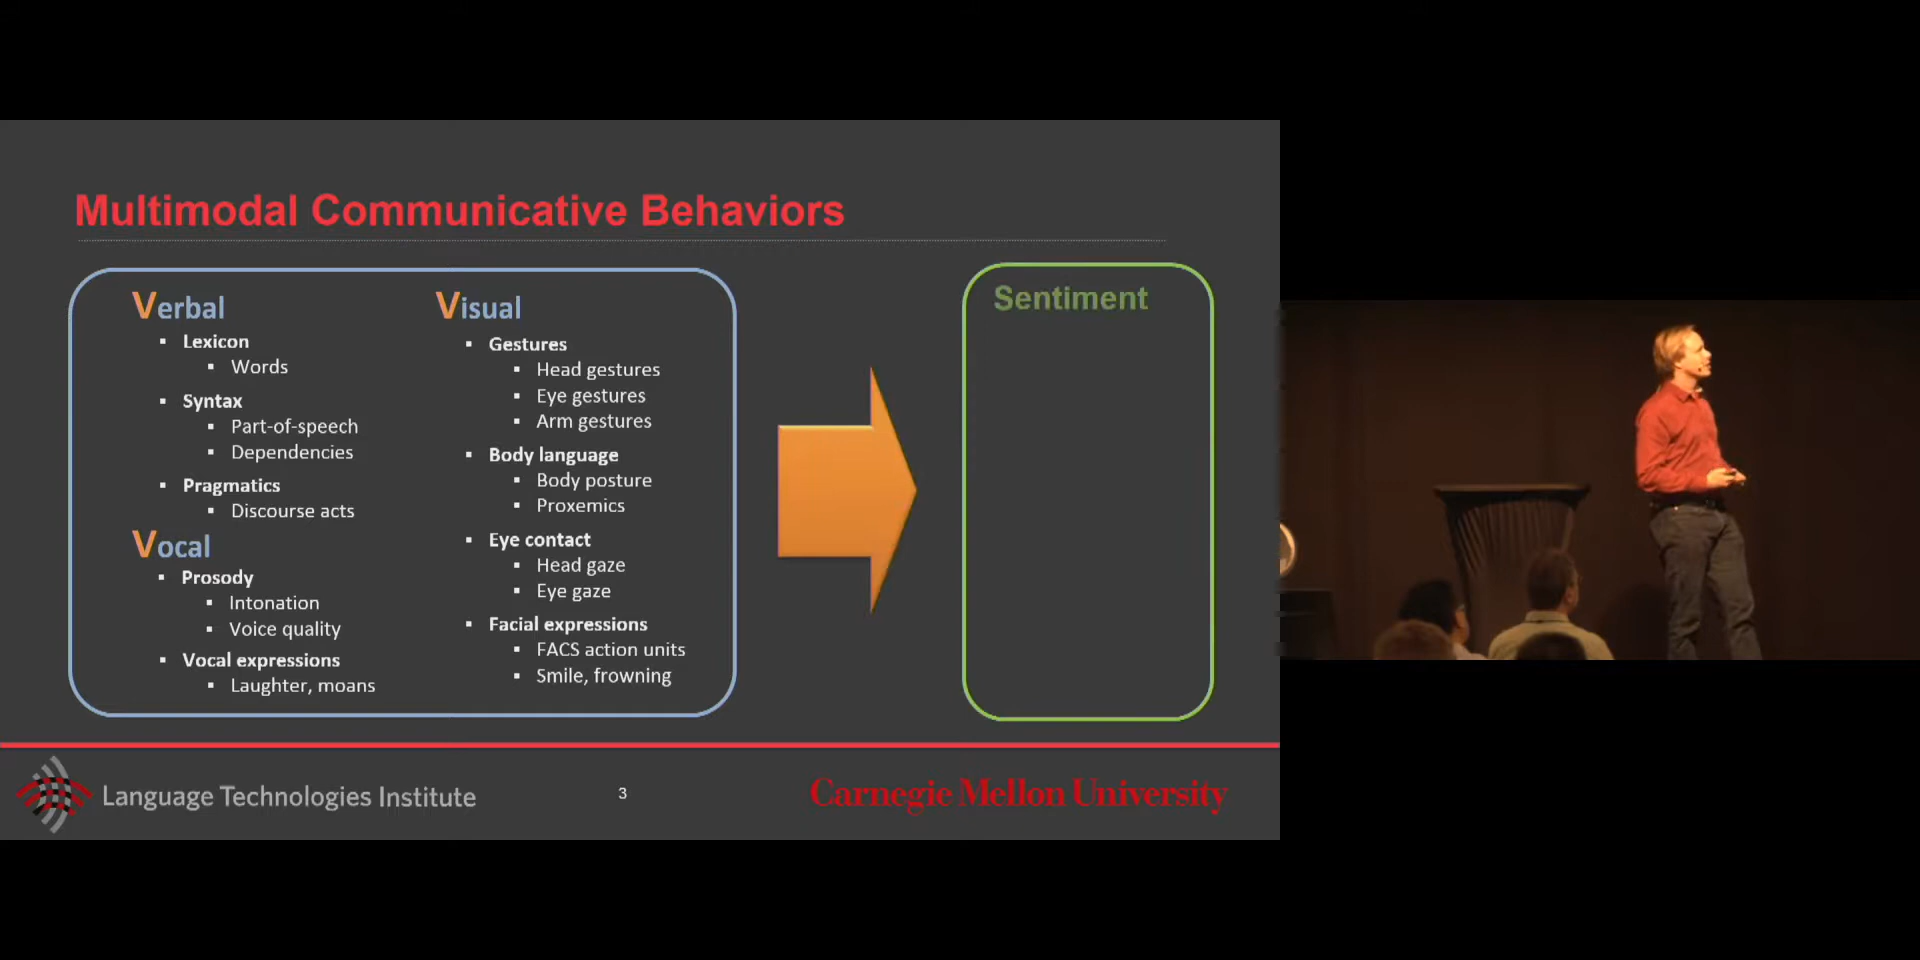 Multimodal Communicative Behaviors
Verbal
▪ Lexicon
▪ Words
▪ Syntax
▪ Part-of-speech
▪ Dependencies
▪ Pragmatics
▪ Discourse acts
Vocal
▪ Prosody
▪ Intonation
▪ Voice quality
▪ Vocal expressions
▪ Laughter, moans
Visual
▪ Gestures
▪ Head gestures
▪ Eye gestures
▪ Arm gestures
▪ Body language
▪ Body posture
▪ Proxemics
▪ Eye contact
▪ Head gaze
▪ Eye gaze
▪ Facial expressions
▪ FACS action units
▪ Smile, frowning
Sentiment
Language Technologies Institute
3
Carnegie Mellon University